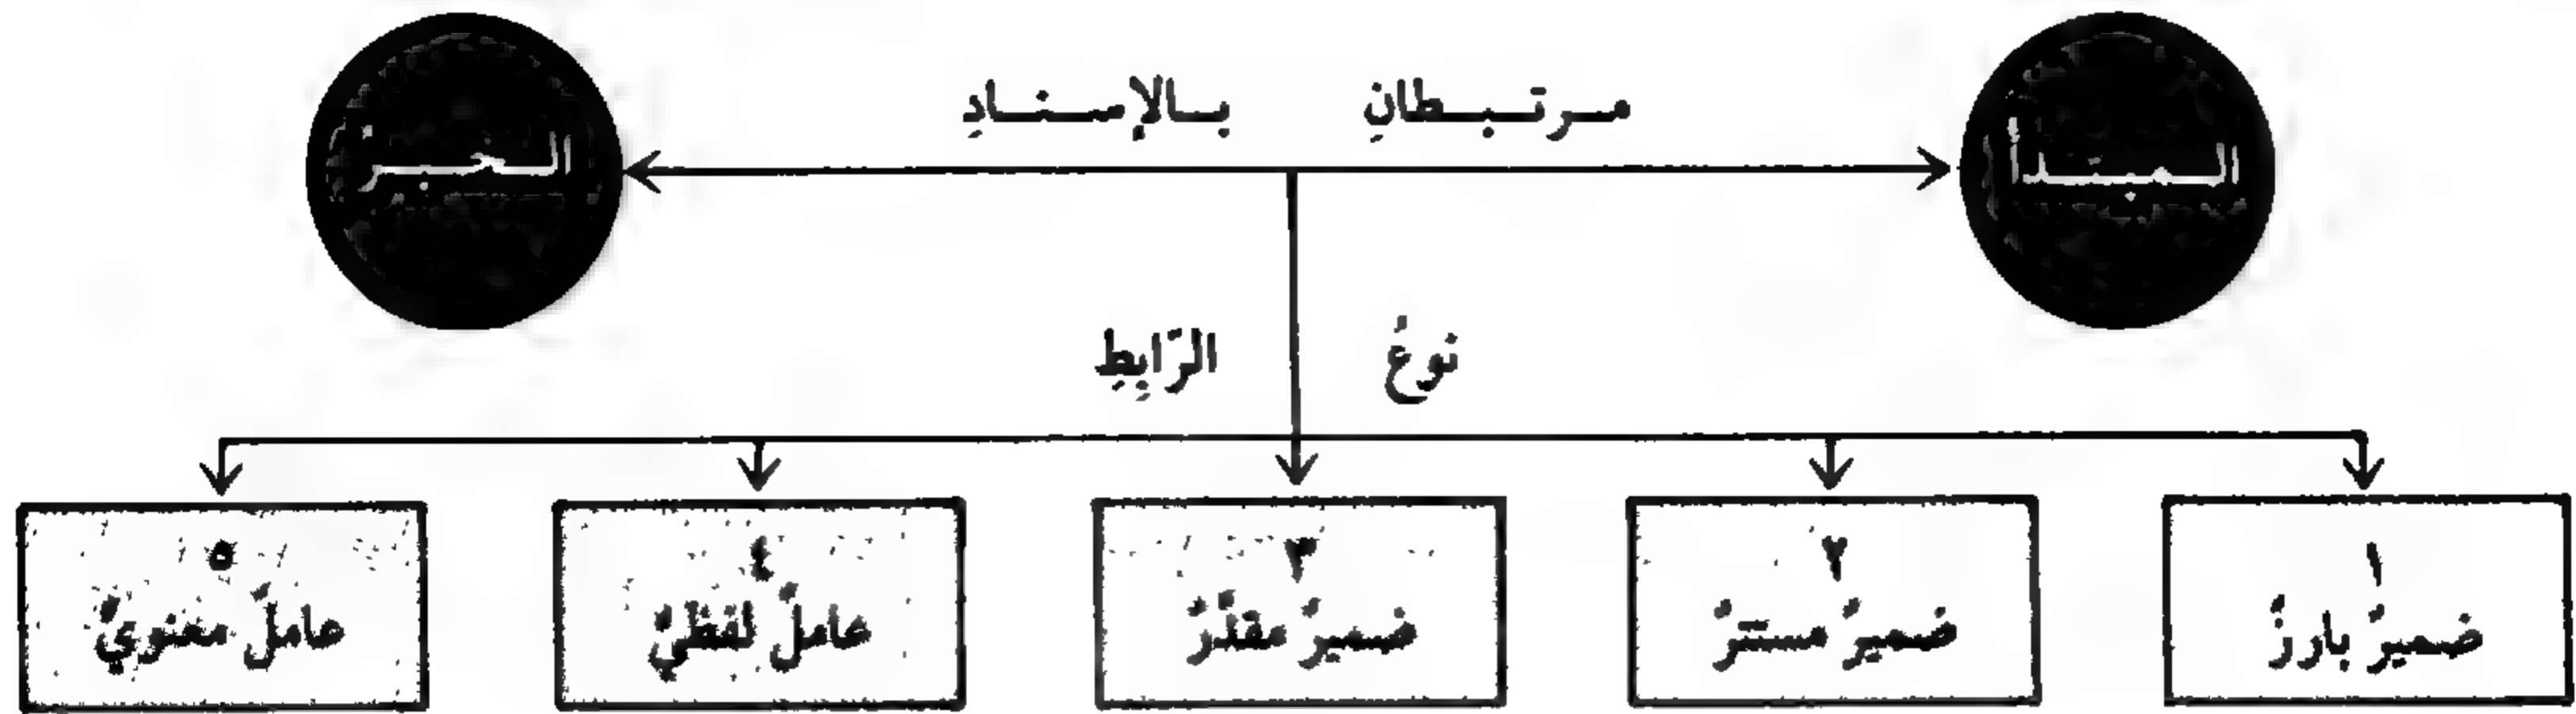 مرتبطانِ بالإسنادِ
المبتدأ
الخبر
نوعُ الرّابطِ
١
ضميرٌ بارزٌ
٢
ضميرٌ مستترٌ
٣
ضميرٌ مقدّرٌ
٤
عاملٌ لفظيٌّ
٥
عاملٌ معنويٌّ